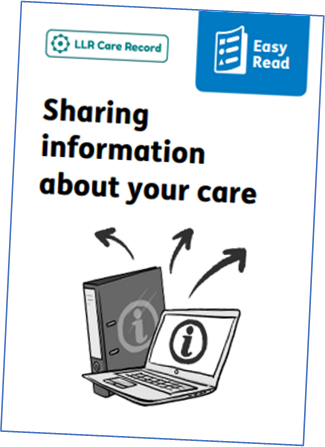 LLR Care Record
Easy
Read
Sharing
information
about your care
i
i